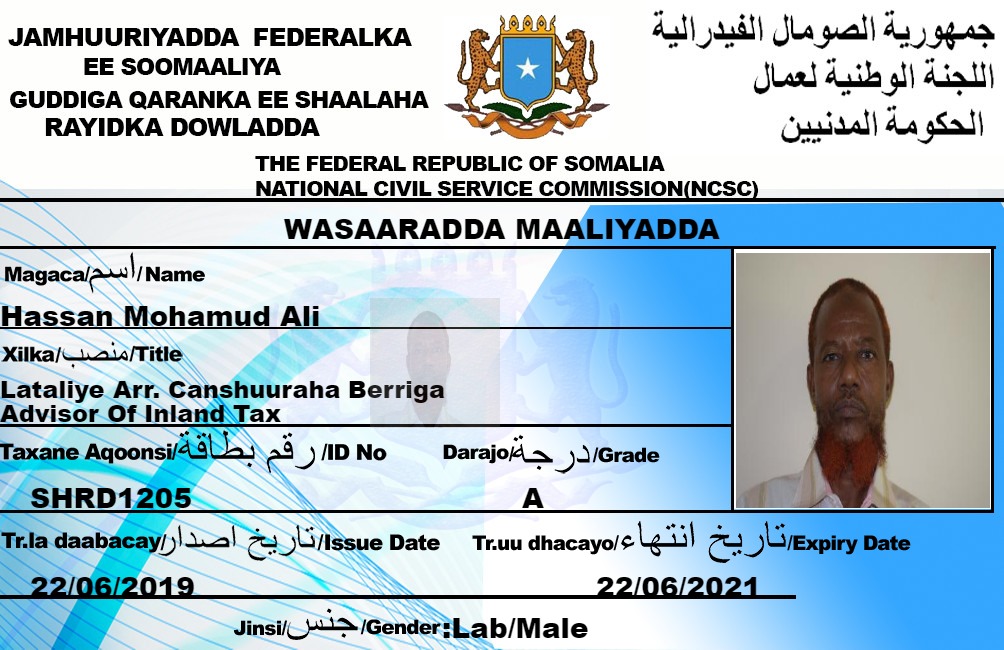 JAMHUURIYADDA FEDERALKA
EE SOOMAALIYA
GUDDIGA QARANKA EE SHAALAHA
RAYIDKA DOWLADDA
جمهورية الصومال الفيدرالية
اللجنة الوطنية لعمال
الحكومة المدنيين
THE FEDERAL REPUBLIC OF SOMALIA
NATIONAL CIVIL SERVICE COMMISSION(NCSC)
WASAARADDA MAALIYADDA
Magaca/اسم/Name
Hassan Mohamud Ali
Xilka/منصب/Title
Lataliye Arr. Canshuuraha Berriga
Advisor Of Inland Tax
Taxane Aqoonsi/رقم بطاقة/ID No
SHRD1205
Darajo/درجة/Grade
A
Tr.la daabacay/تاريخ اصدار/Issue Date
22/06/2019
Tr.uu dhacayo/تاريخ انتهاء/Expiry Date
22/06/2021
Jinsi/جنس/Gender:Lab/Male